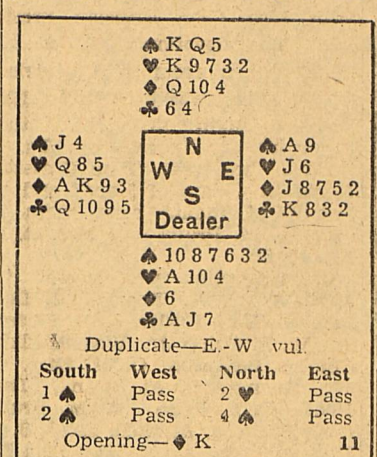 ♠ K Q 5
♥ K 9 7 3 2
♦ Q 10 4
♣ 6 4
♠ J 4
♥ Q 8 5
♦ A K 9 3
♣ Q 10 9 5
N
W E
S
Dealer
♠ A 9
♥ J 6
♦ J 8 7 5 2
♣ K 8 3 2
♠ 10 8 7 6 3 2
♥ A 10 4
♦ 6
♣ A J 7
Duplicate—E.-W vul.
South West North East
1 ♠ Pass 2 ♥ Pass
2 ♠ Pass 4 ♠ Pass
Opening—♦ K 11